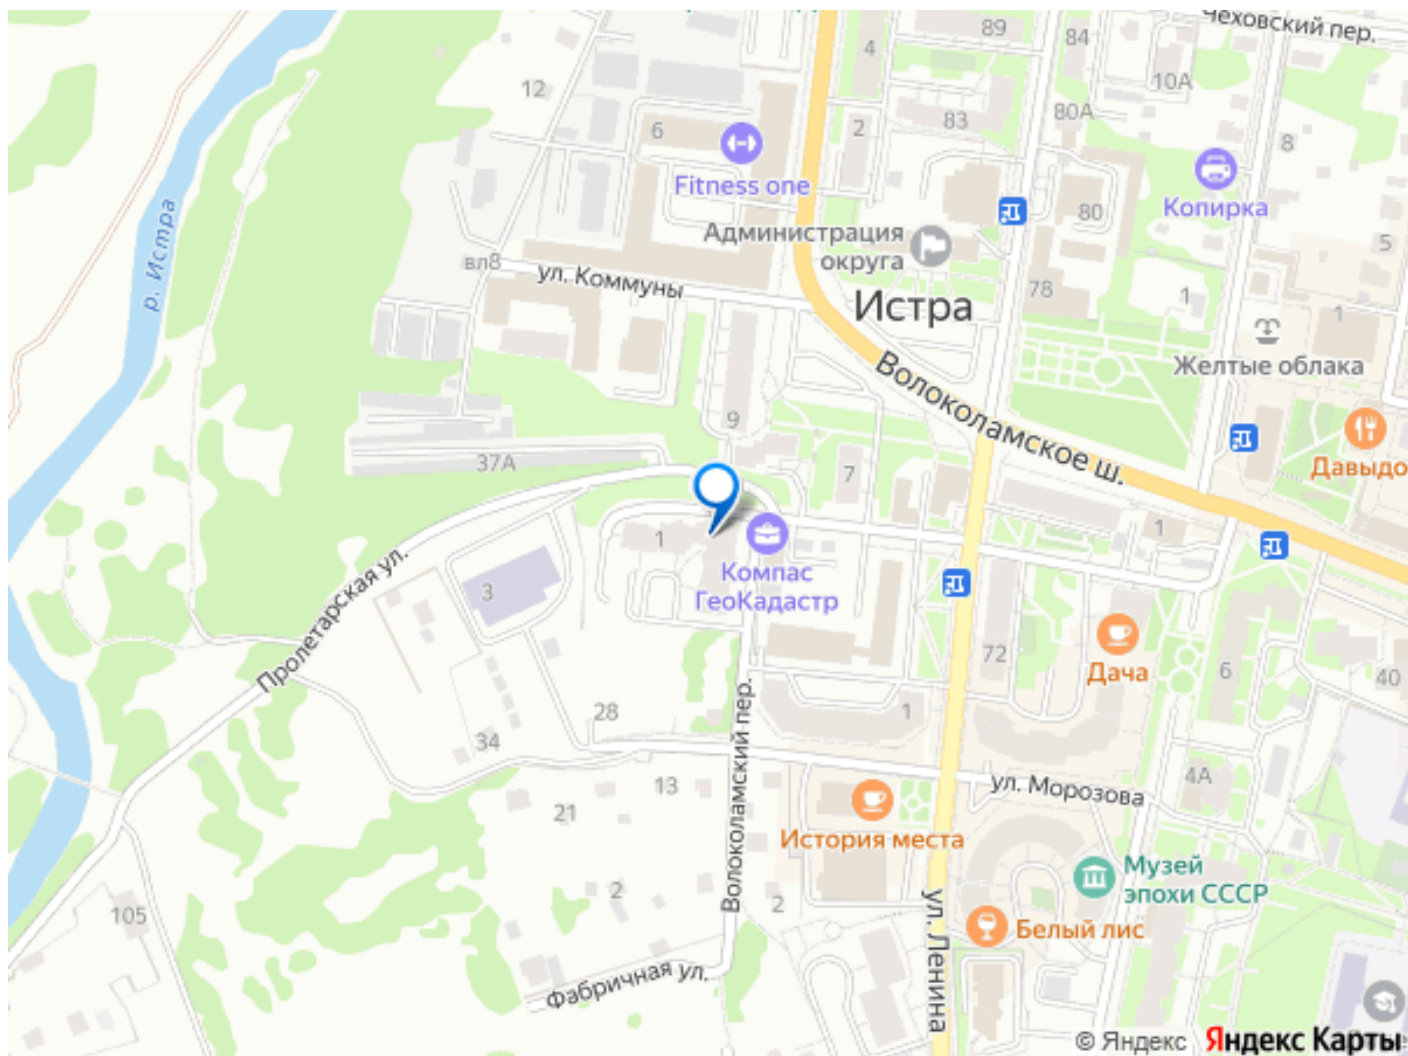 Чеховский пер.
89
84
4
10А
12
80А
83
6
2
8
Fitness one
Копирка
р. Истра
80
Администрация
округа
5
вл8
ул. Коммуны
78
1
Истра
1
Желтые облака
Волоколамское ш.
9
Давыдо
37А
7
1
1
Компас
ГеоКадастр
3
Пролетарская ул.
72
Дача
6
40
28
1
34
Волоколамский пер.
4А
ул. Морозова
13
21
История места
Музей
эпохи СССР
2
2
105
Белый лис
ул. Ленина
Фабричная ул.
© Яндекс Яндекс Карты